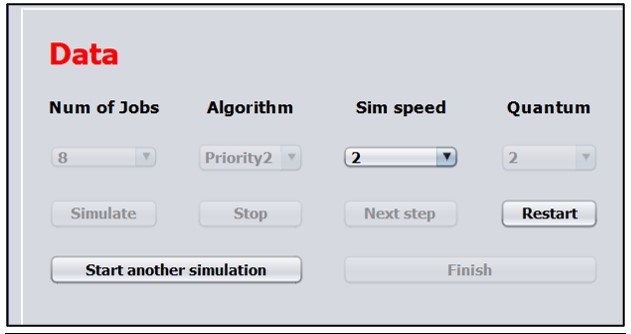 Data
Num of Jobs Algorithm Sim speed Quantum
8 Priority2 2 2
Simulate Stop Next step Restart
Start another simulation Finish